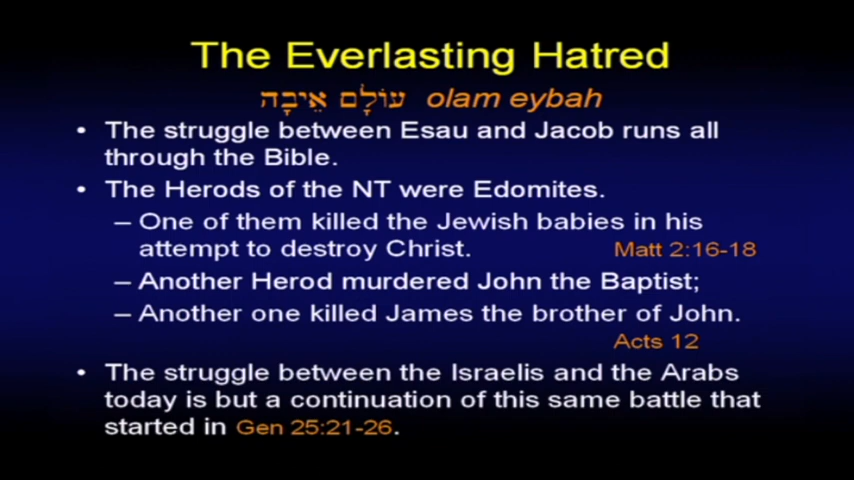 The Everlasting Hatred
עוֹלָם אֵיבָה olam eybah
• The struggle between Esau and Jacob runs all
through the Bible.
• The Herods of the NT were Edomites.
– One of them killed the Jewish babies in his
attempt to destroy Christ. Matt 2:16-18
– Another Herod murdered John the Baptist;
– Another one killed James the brother of John.
Acts 12
• The struggle between the Israelis and the Arabs
today is but a continuation of this same battle that
started in Gen 25:21-26.